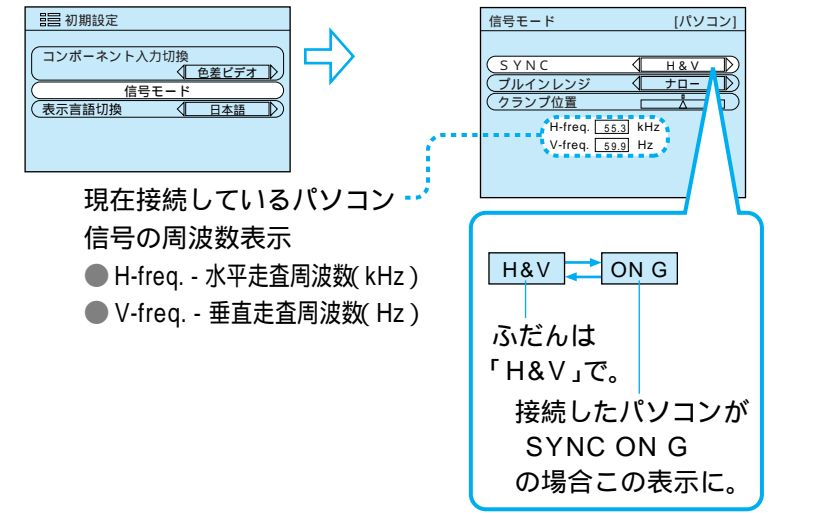 初期設定
コンポーネント入力切換
色差ビデオ
信号モード
表示言語切換 日本語
信号モード [パソコン]
SYNC H&V
プルインレンジ ナロー
クランプ位置
H-freq. 55.3 kHz
V-freq. 59.9 Hz
現在接続しているパソコン
信号の周波数表示
● H-freq. - 水平走査周波数( kHz )
● V-freq. - 垂直走査周波数( Hz )
H&V ON G
ふだんは
「H&V」で。
接続したパソコンが
SYNC ON G
の場合この表示に。